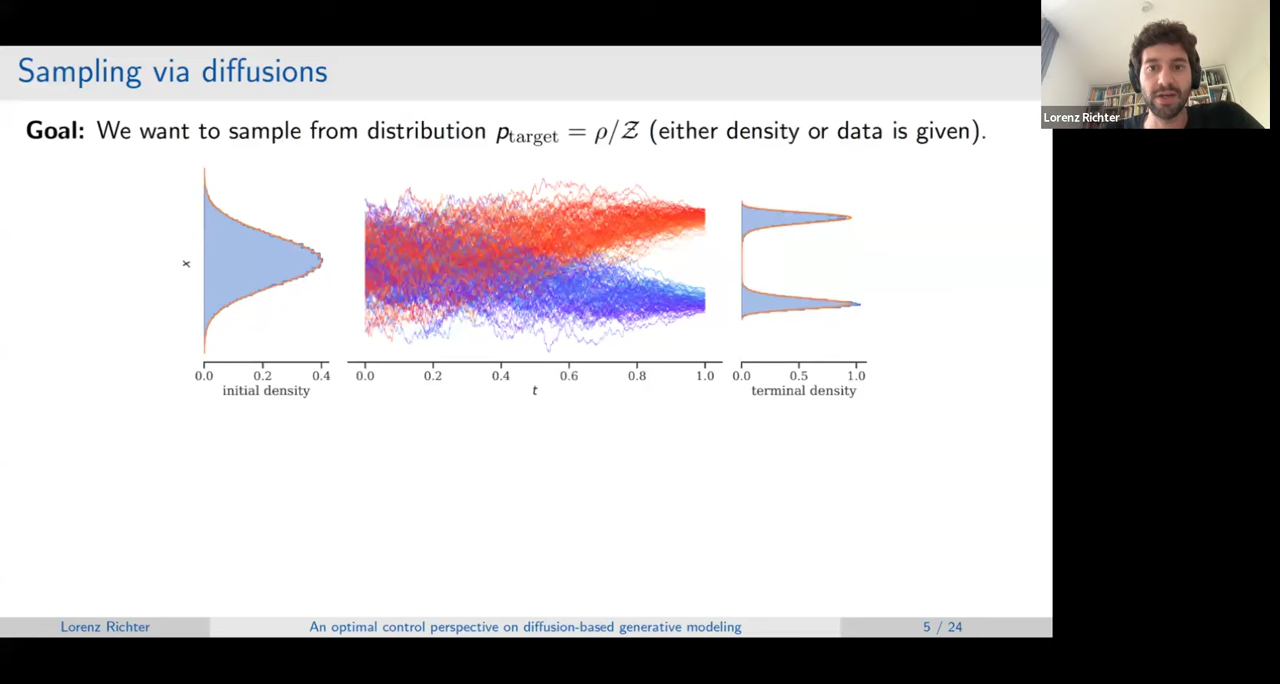 Sampling via diffusions
Lorenz Richter
Goal: We want to sample from distribution p_target = ρ/Z (either density or data is given).
x
0.0 0.2 0.4
initial density
0.0 0.2 0.4 0.6 0.8 1.0
t
0.0 0.5 1.0
terminal density
Lorenz Richter
An optimal control perspective on diffusion-based generative modeling
5 / 24